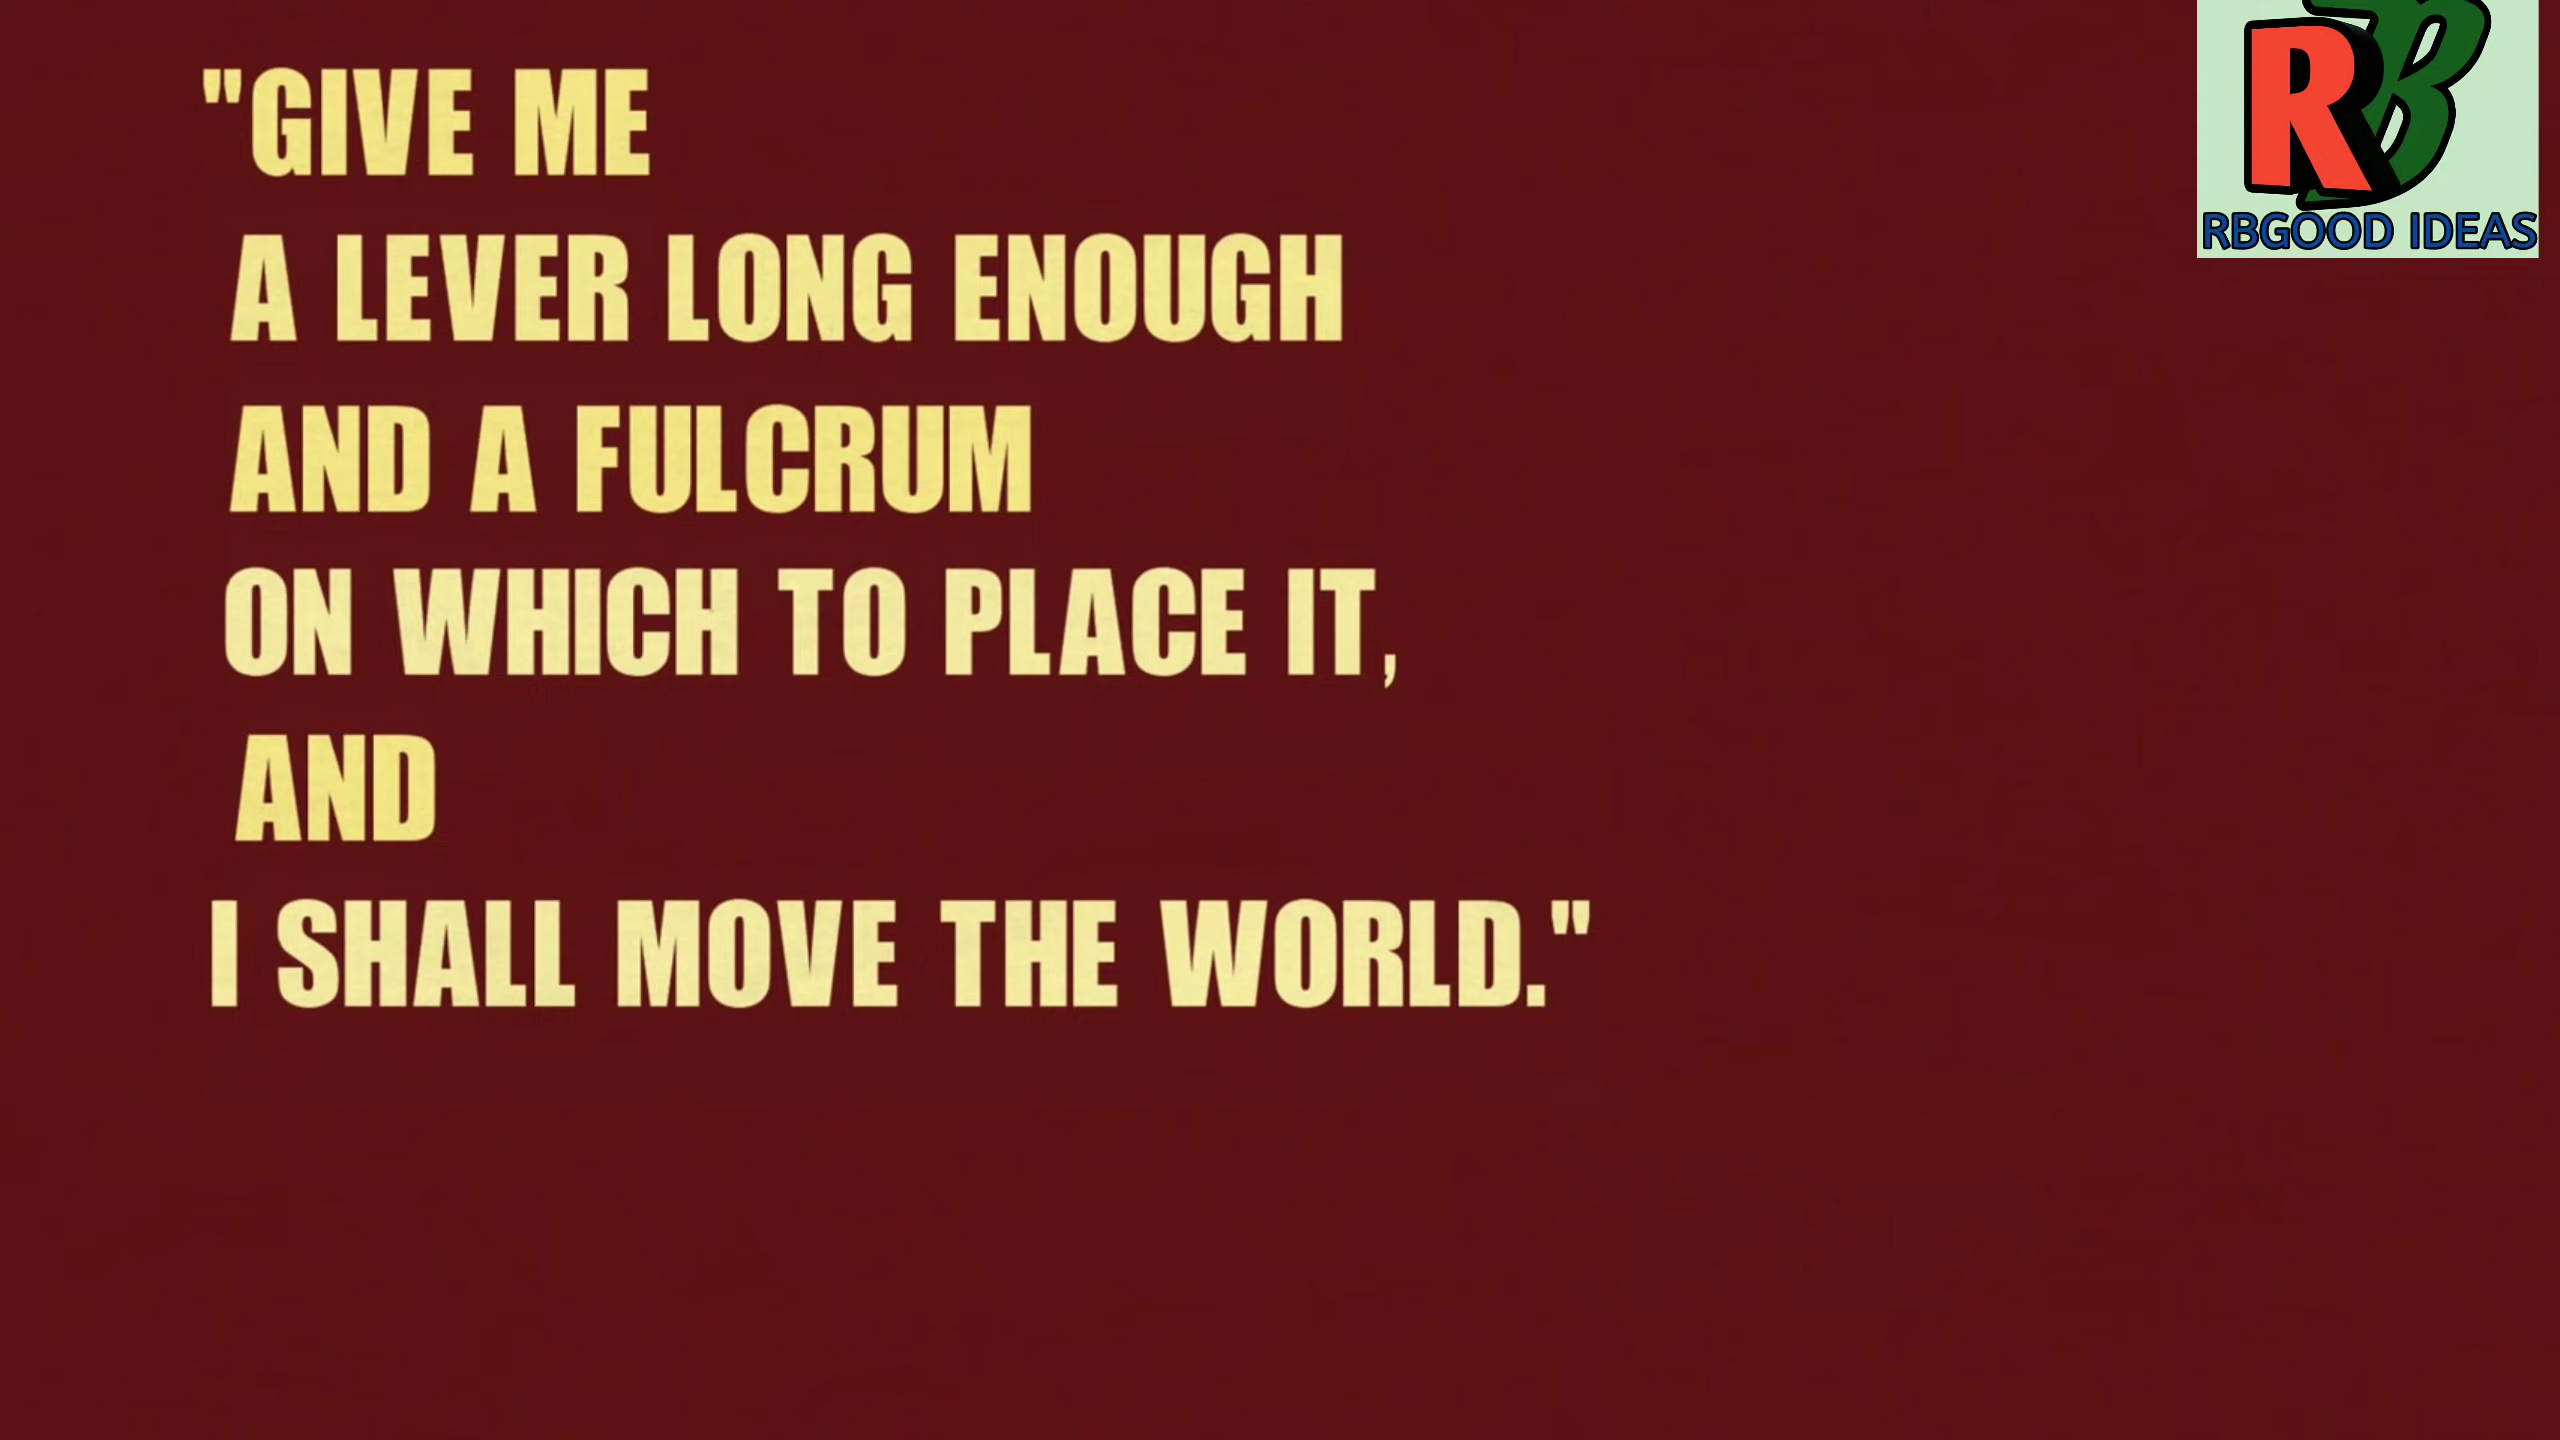 "GIVE ME
A LEVER LONG ENOUGH
AND A FULCRUM
ON WHICH TO PLACE IT,
AND
I SHALL MOVE THE WORLD."
RB
RBGOOD IDEAS